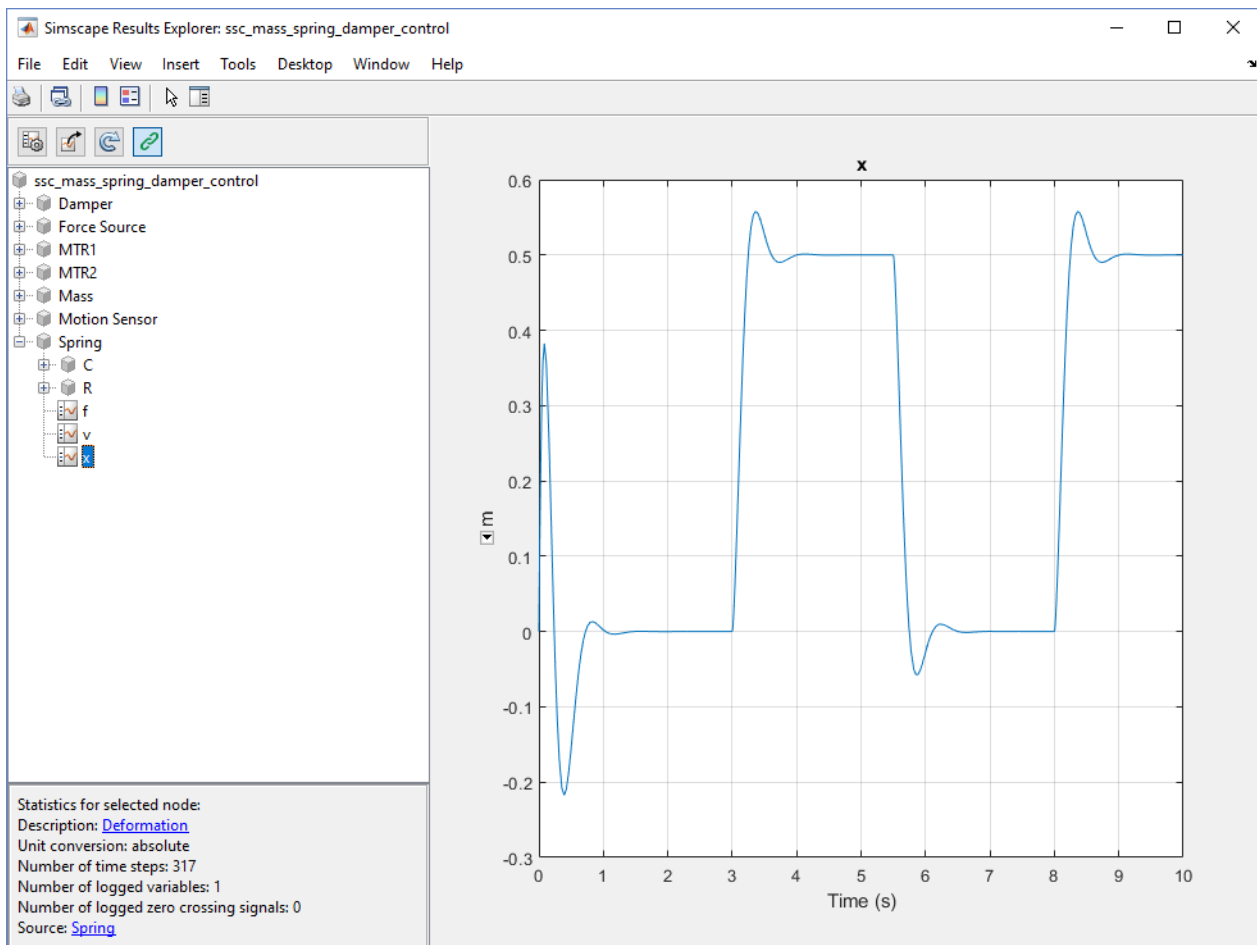 Simscape Results Explorer: ssc_mass_spring_damper_control
File Edit View Insert Tools Desktop Window Help
ssc_mass_spring_damper_control
Damper
Force Source
MTR1
MTR2
Mass
Motion Sensor
Spring
C
R
f
v
x
Statistics for selected node:
Description: Deformation
Unit conversion: absolute
Number of time steps: 317
Number of logged variables: 1
Number of logged zero crossing signals: 0
Source: Spring
x
0.6
0.5
0.4
0.3
0.2
0.1
0
-0.1
-0.2
-0.3
m
0 1 2 3 4 5 6 7 8 9 10
Time (s)